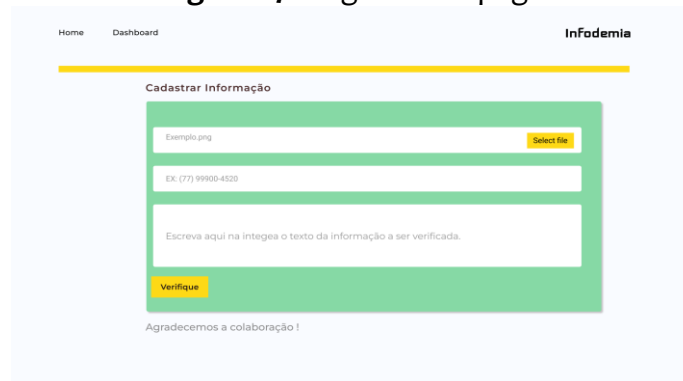 Home Dashboard Infodemia
Cadastrar Informação
Exemplo.png Select file
EX: (77) 99900-4520
Escreva aqui na integea o texto da informação a ser verificada.
Verifique
Agradecemos a colaboração !